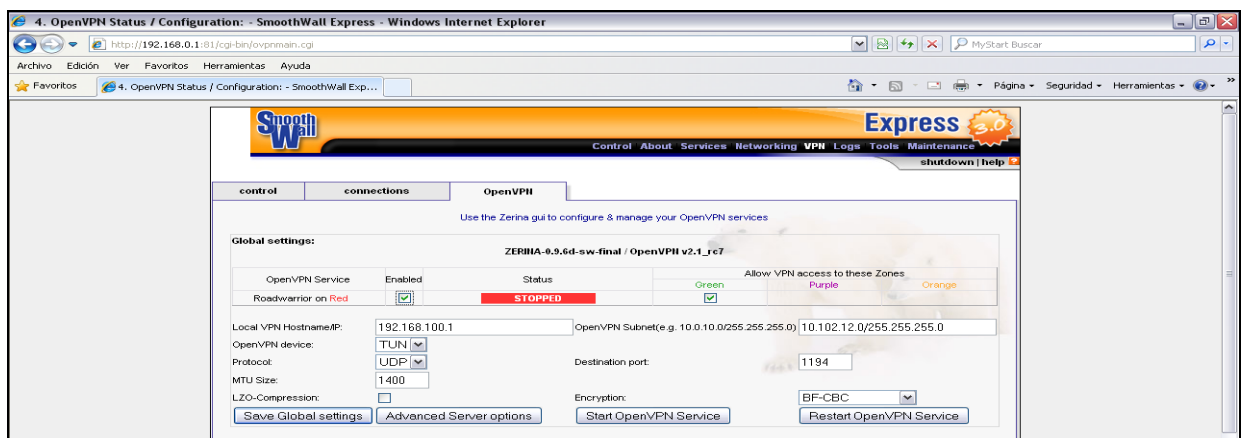 4. OpenVPN Status / Configuration: - SmoothWall Express - Windows Internet Explorer
http://192.168.0.1:81/cgi-bin/ovpnmain.cgi
MyStart Buscar
Archivo Edición Ver Favoritos Herramientas Ayuda
Favoritos 4. OpenVPN Status / Configuration: - SmoothWall Exp... Página Seguridad Herramientas
Smooth Wall
Express 3.0
Control About Services Networking VPN Logs Tools Maintenance
shutdown | help
control connections OpenVPN
Use the Zerina gui to configure & manage your OpenVPN services
Global settings:
ZERINA-0.9.6d-sw-final / OpenVPN v2.1_rc7
OpenVPN Service Enabled Status Allow VPN access to these Zones
Green Purple Orange
Roadwarrior on Red STOPPED
Local VPN Hostname/IP: 192.168.100.1 OpenVPN Subnet(e.g. 10.0.10.0/255.255.255.0) 10.102.12.0/255.255.255.0
OpenVPN device: TUN
Protocol: UDP Destination port: 1194
MTU Size: 1400
LZO-Compression: Encryption: BF-CBC
Save Global settings Advanced Server options Start OpenVPN Service Restart OpenVPN Service